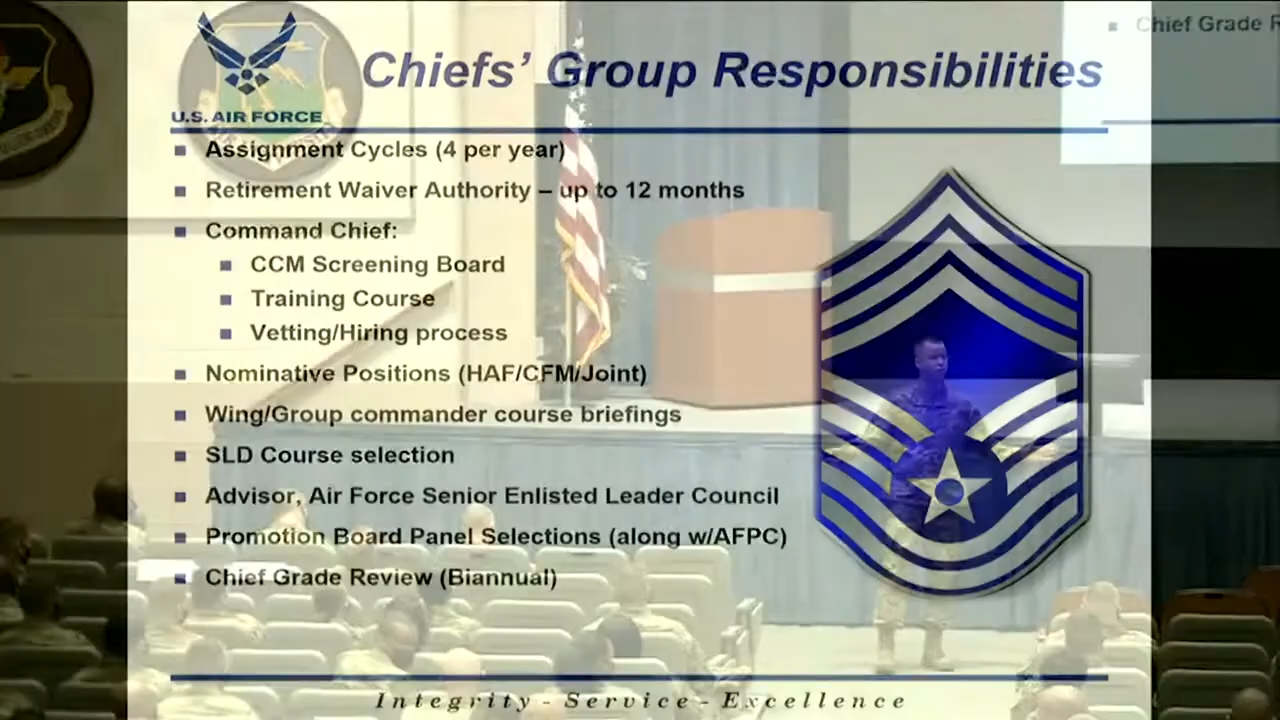 Chief Grade R
Chiefs' Group Responsibilities
U.S. AIR FORCE
Assignment Cycles (4 per year)
Retirement Waiver Authority – up to 12 months
Command Chief:
CCM Screening Board
Training Course
Vetting/Hiring process
Nominative Positions (HAF/CFM/Joint)
Wing/Group commander course briefings
SLD Course selection
Advisor, Air Force Senior Enlisted Leader Council
Promotion Board Panel Selections (along w/AFPC)
Chief Grade Review (Biannual)
Integrity - Service - Excellence